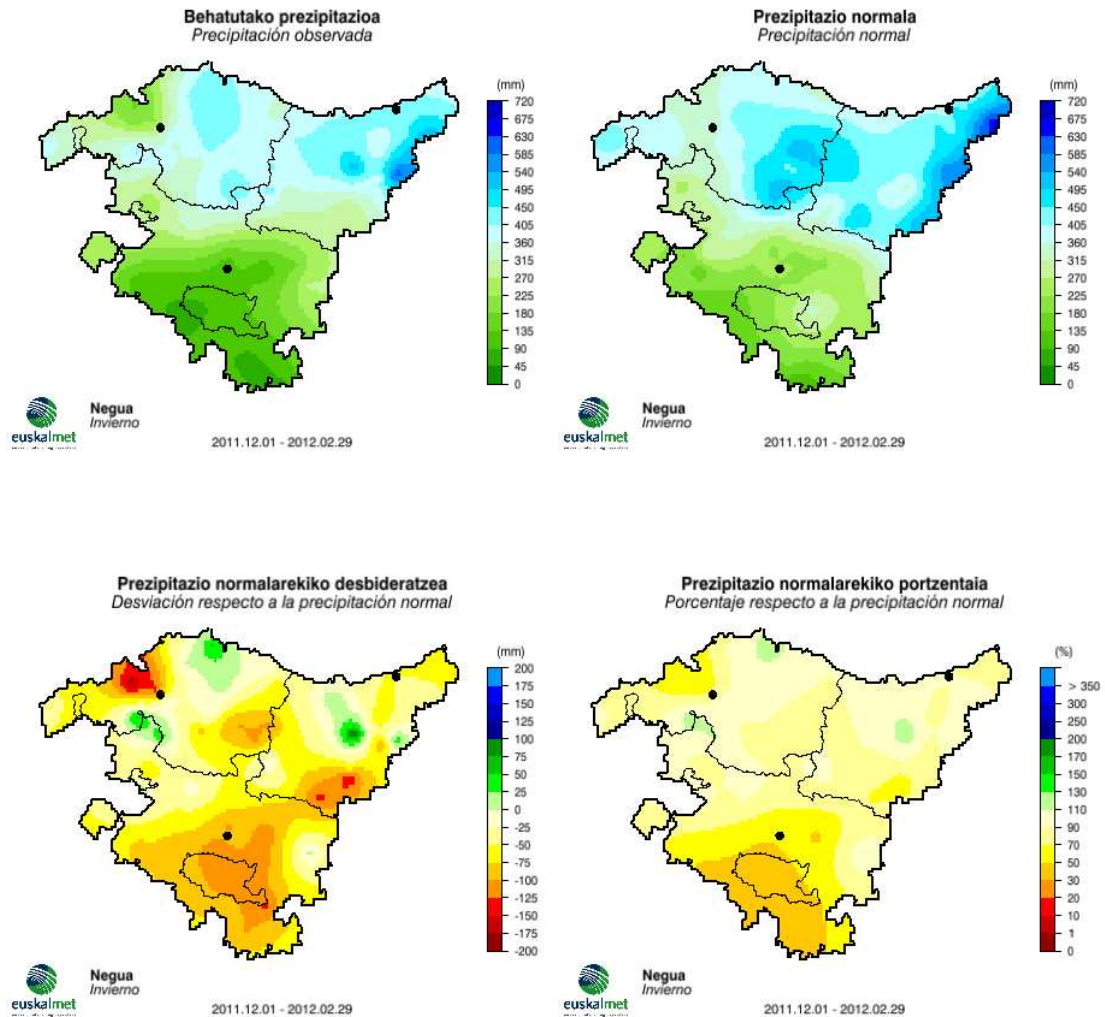 Behatutako prezipitazioa
Precipitación observada
(mm)
720
675
630
585
540
495
450
405
360
315
270
225
180
135
90
45
0
euskalmet
Negua
Invierno
2011.12.01 - 2012.02.29
Prezipitazio normala
Precipitación normal
(mm)
720
675
630
585
540
495
450
405
360
315
270
225
180
135
90
45
0
euskalmet
Negua
Invierno
2011.12.01 - 2012.02.29
Prezipitazio normalarekiko desbideratzea
Desviación respecto a la precipitación normal
(mm)
200
175
150
125
100
75
50
25
0
-25
-50
-75
-100
-125
-150
-175
-200
euskalmet
Negua
Invierno
2011.12.01 - 2012.02.29
Prezipitazio normalarekiko portzentaia
Porcentaje respecto a la precipitación normal
(%)
> 350
300
250
200
170
150
130
110
90
70
50
30
20
10
1
0
euskalmet
Negua
Invierno
2011.12.01 - 2012.02.29